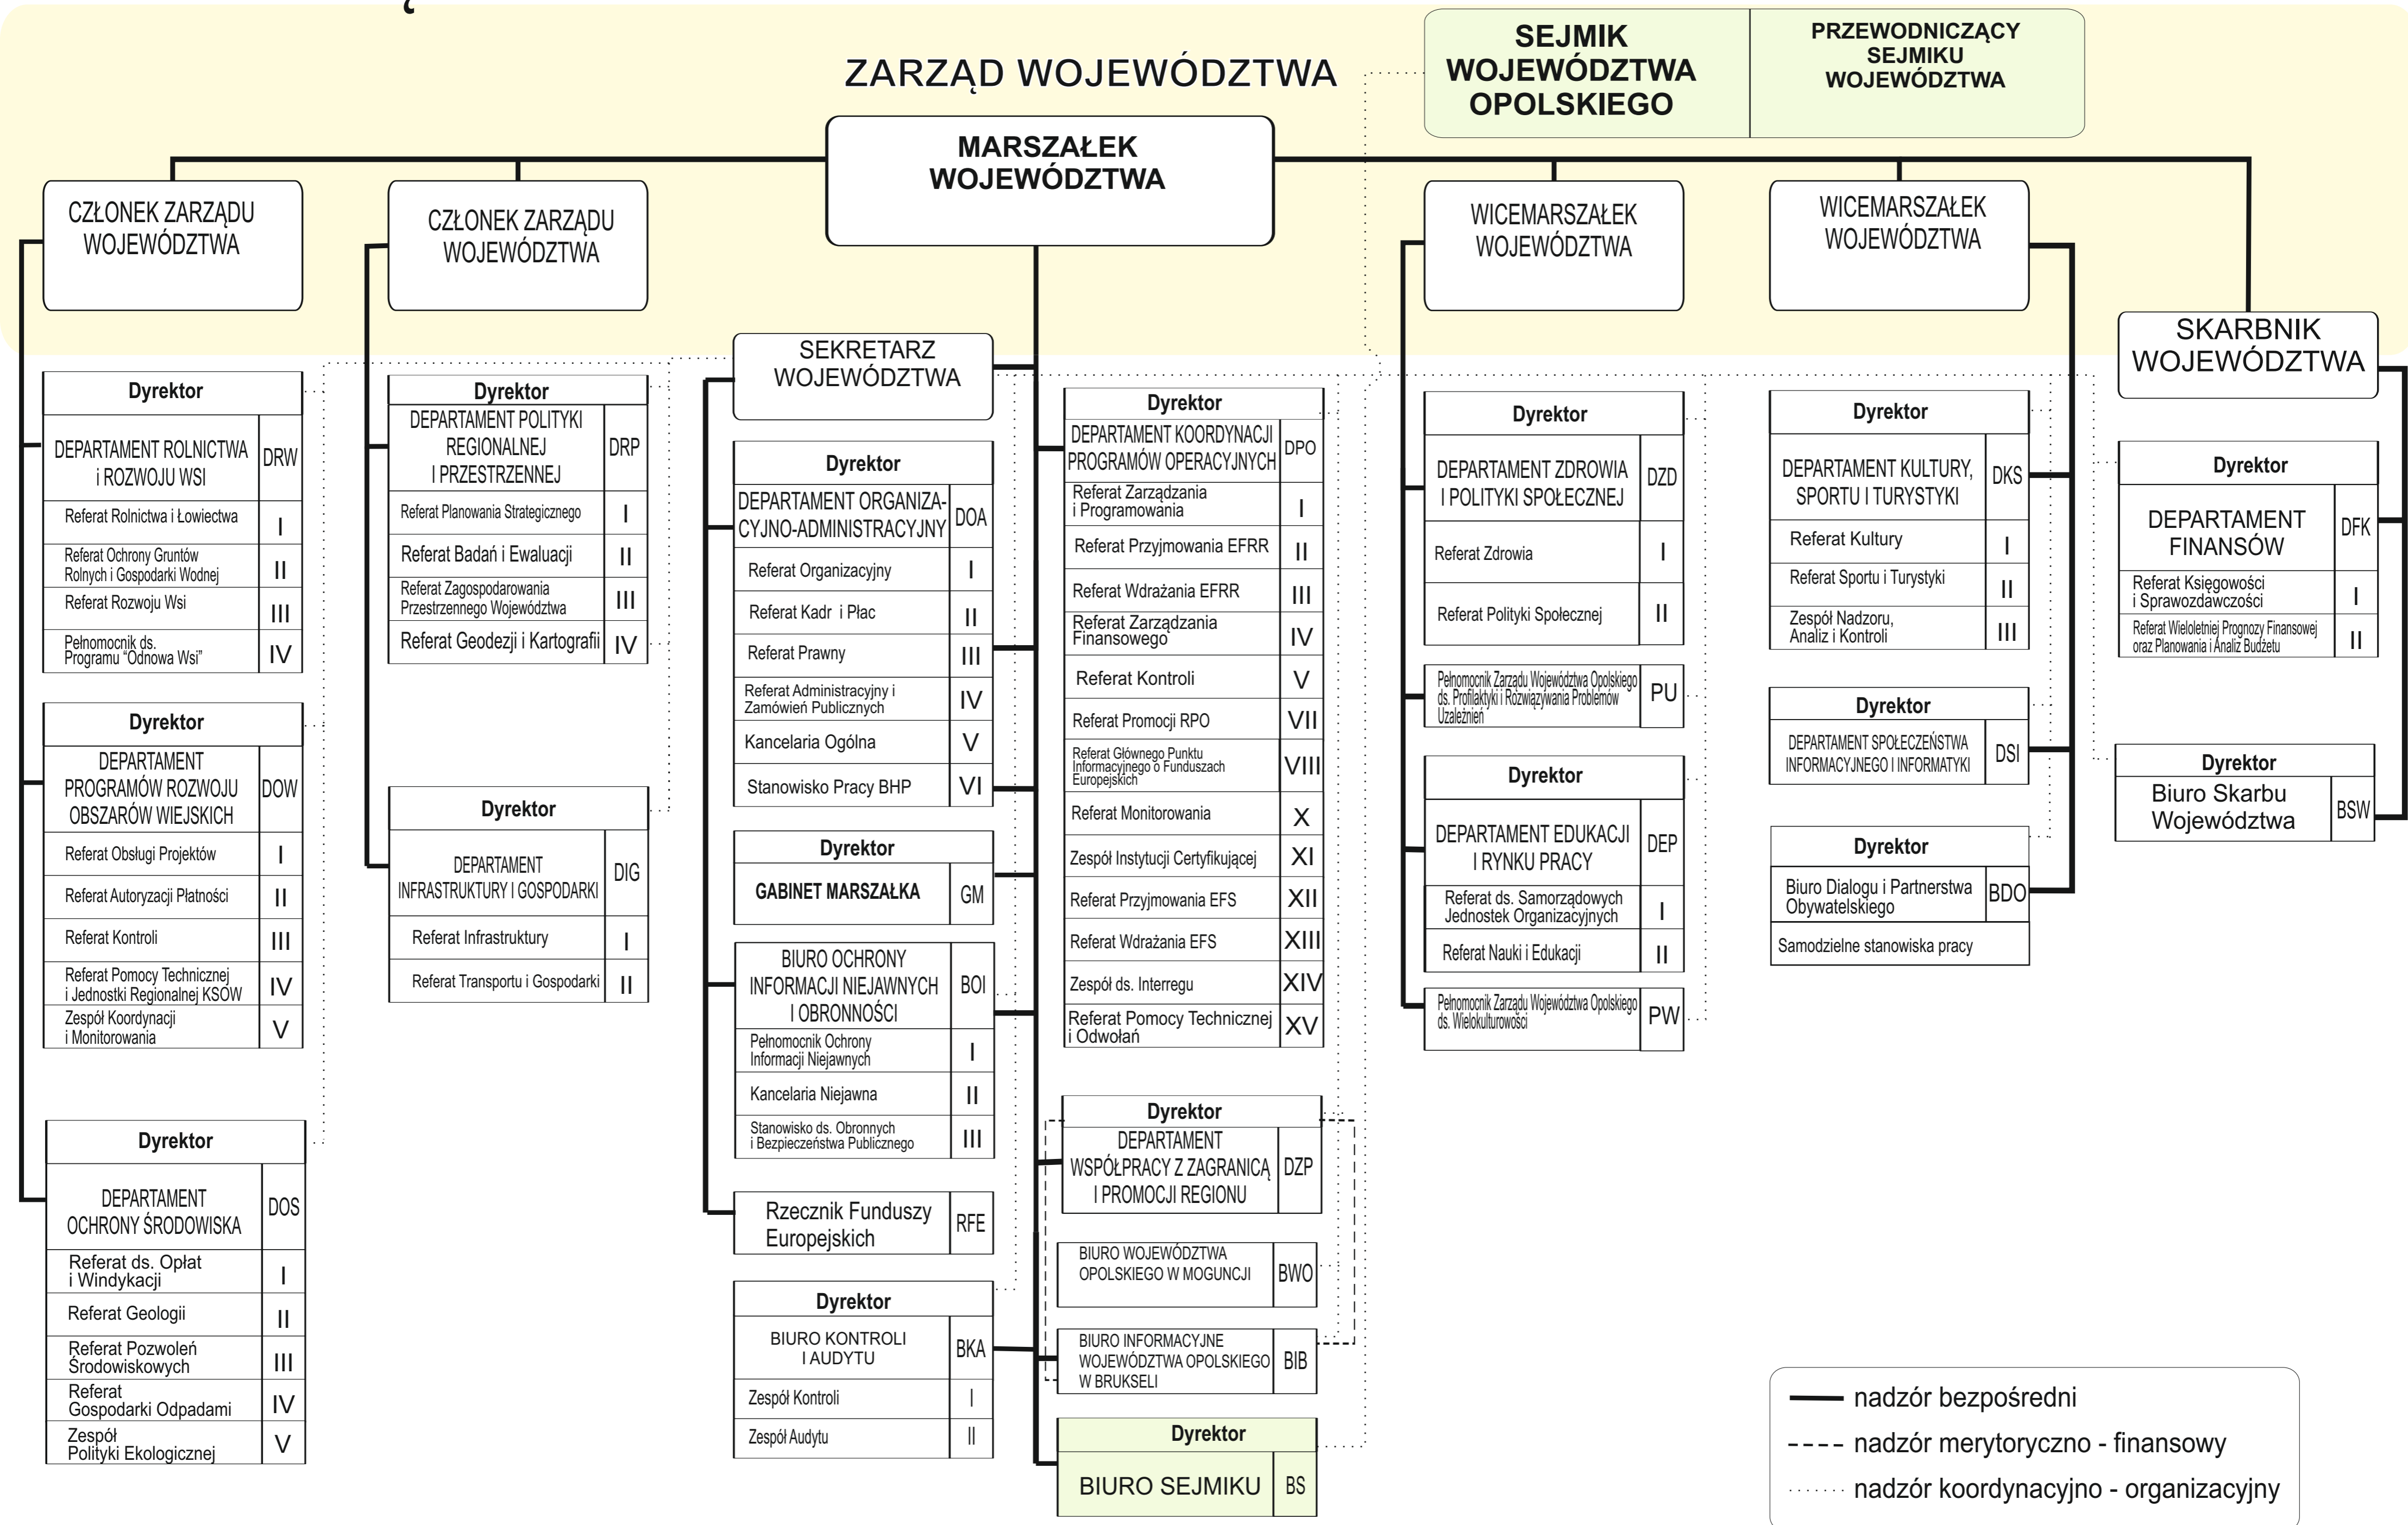 ZARZĄD WOJEWÓDZTWA
SEJMIK
WOJEWÓDZTWA
OPOLSKIEGO
PRZEWODNICZĄCY
SEJMIKU
WOJEWÓDZTWA
MARSZAŁEK
WOJEWÓDZTWA
CZŁONEK ZARZĄDU
WOJEWÓDZTWA
CZŁONEK ZARZĄDU
WOJEWÓDZTWA
WICEMARSZAŁEK
WOJEWÓDZTWA
WICEMARSZAŁEK
WOJEWÓDZTWA
SKARBNIK
WOJEWÓDZTWA
SEKRETARZ
WOJEWÓDZTWA
Dyrektor
DEPARTAMENT ROLNICTWA
i ROZWOJU WSI
DRW
Referat Rolnictwa i Łowiectwa
I
Referat Ochrony Gruntów
Rolnych i Gospodarki Wodnej
II
Referat Rozwoju Wsi
III
Pełnomocnik ds.
Programu “Odnowa Wsi”
IV
Dyrektor
DEPARTAMENT
PROGRAMÓW ROZWOJU
OBSZARÓW WIEJSKICH
DOW
Referat Obsługi Projektów
I
Referat Autoryzacji Płatności
II
Referat Kontroli
III
Referat Pomocy Technicznej
i Jednostki Regionalnej KSOW
IV
Zespół Koordynacji
i Monitorowania
V
Dyrektor
DEPARTAMENT
OCHRONY ŚRODOWISKA
DOS
Referat ds. Opłat
i Windykacji
I
Referat Geologii
II
Referat Pozwoleń
Środowiskowych
III
Referat
Gospodarki Odpadami
IV
Zespół
Polityki Ekologicznej
V
Dyrektor
DEPARTAMENT POLITYKI
REGIONALNEJ
I PRZESTRZENNEJ
DRP
Referat Planowania Strategicznego
I
Referat Badań i Ewaluacji
II
Referat Zagospodarowania
Przestrzennego Województwa
III
Referat Geodezji i Kartografii
IV
Dyrektor
DEPARTAMENT
INFRASTRUKTURY I GOSPODARKI
DIG
Referat Infrastruktury
I
Referat Transportu i Gospodarki
II
Dyrektor
DEPARTAMENT ORGANIZA-
CYJNO-ADMINISTRACYJNY
DOA
Referat Organizacyjny
I
Referat Kadr i Płac
II
Referat Prawny
III
Referat Administracyjny i
Zamówień Publicznych
IV
Kancelaria Ogólna
V
Stanowisko Pracy BHP
VI
Dyrektor
GABINET MARSZAŁKA
GM
BIURO OCHRONY
INFORMACJI NIEJAWNYCH
I OBRONNOŚCI
BOI
Pełnomocnik Ochrony
Informacji Niejawnych
I
Kancelaria Niejawna
II
Stanowisko ds. Obronnych
i Bezpieczeństwa Publicznego
III
Rzecznik Funduszy
Europejskich
RFE
Dyrektor
BIURO KONTROLI
I AUDYTU
BKA
Zespół Kontroli
I
Zespół Audytu
II
Dyrektor
DEPARTAMENT KOORDYNACJI
PROGRAMÓW OPERACYJNYCH
DPO
Referat Zarządzania
i Programowania
I
Referat Przyjmowania EFRR
II
Referat Wdrażania EFRR
III
Referat Zarządzania
Finansowego
IV
Referat Kontroli
V
Referat Promocji RPO
VII
Referat Głównego Punktu
Informacyjnego o Funduszach
Europejskich
VIII
Referat Monitorowania
X
Zespół Instytucji Certyfikującej
XI
Referat Przyjmowania EFS
XII
Referat Wdrażania EFS
XIII
Zespół ds. Interregu
XIV
Referat Pomocy Technicznej
i Odwołań
XV
Dyrektor
DEPARTAMENT
WSPÓŁPRACY Z ZAGRANICĄ
I PROMOCJI REGIONU
DZP
BIURO WOJEWÓDZTWA
OPOLSKIEGO W MOGUNCJI
BWO
BIURO INFORMACYJNE
WOJEWÓDZTWA OPOLSKIEGO
W BRUKSELI
BIB
Dyrektor
BIURO SEJMIKU
BS
Dyrektor
DEPARTAMENT ZDROWIA
I POLITYKI SPOŁECZNEJ
DZD
Referat Zdrowia
I
Referat Polityki Społecznej
II
Pełnomocnik Zarządu Województwa Opolskiego
ds. Profilaktyki i Rozwiązywania Problemów
Uzależnień
PU
Dyrektor
DEPARTAMENT EDUKACJI
I RYNKU PRACY
DEP
Referat ds. Samorządowych
Jednostek Organizacyjnych
I
Referat Nauki i Edukacji
II
Pełnomocnik Zarządu Województwa Opolskiego
ds. Wielokulturowości
PW
Dyrektor
DEPARTAMENT KULTURY,
SPORTU I TURYSTYKI
DKS
Referat Kultury
I
Referat Sportu i Turystyki
II
Zespół Nadzoru,
Analiz i Kontroli
III
Dyrektor
DEPARTAMENT SPOŁECZEŃSTWA
INFORMACYJNEGO I INFORMATYKI
DSI
Dyrektor
Biuro Dialogu i Partnerstwa
Obywatelskiego
BDO
Samodzielne stanowiska pracy
Dyrektor
DEPARTAMENT
FINANSÓW
DFK
Referat Księgowości
i Sprawozdawczości
I
Referat Wieloletniej Prognozy Finansowej
oraz Planowania i Analiz Budżetu
II
Dyrektor
Biuro Skarbu
Województwa
BSW
nadzór bezpośredni
nadzór merytoryczno - finansowy
nadzór koordynacyjno - organizacyjny